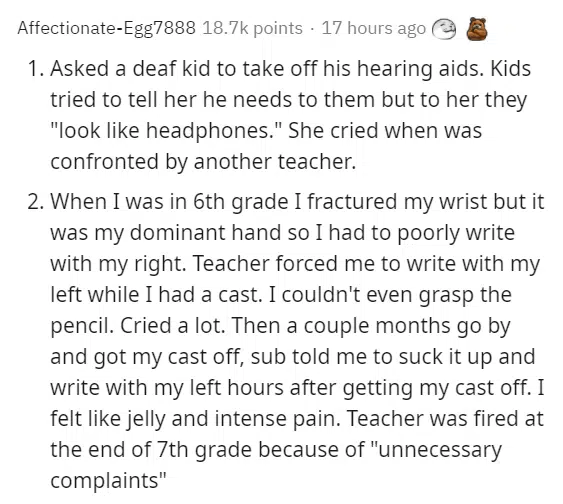 Affectionate-Egg7888 18.7k points · 17 hours ago
1. Asked a deaf kid to take off his hearing aids. Kids
tried to tell her he needs to them but to her they
"look like headphones." She cried when was
confronted by another teacher.
2. When I was in 6th grade I fractured my wrist but it
was my dominant hand so I had to poorly write
with my right. Teacher forced me to write with my
left while I had a cast. I couldn't even grasp the
pencil. Cried a lot. Then a couple months go by
and got my cast off, sub told me to suck it up and
write with my left hours after getting my cast off. I
felt like jelly and intense pain. Teacher was fired at
the end of 7th grade because of "unnecessary
complaints"